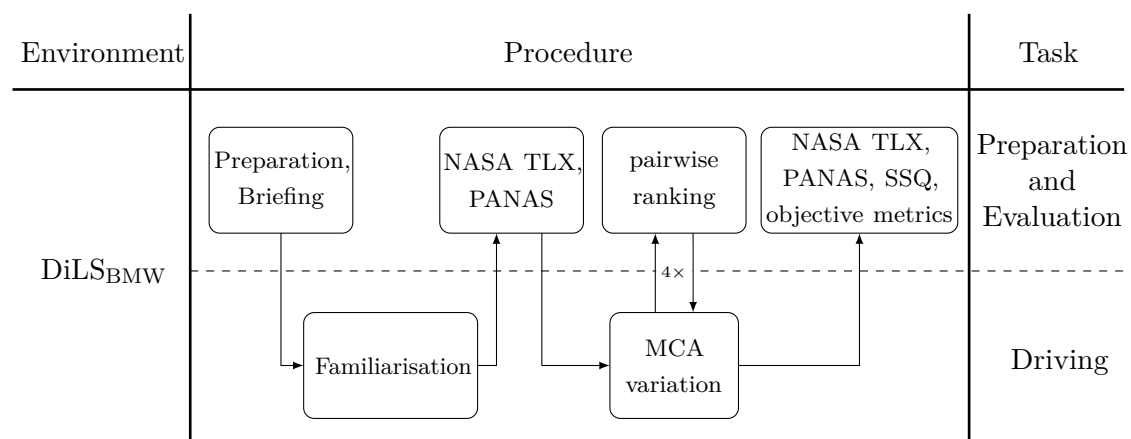 Environment
Procedure
Task
Preparation,
Briefing
NASA TLX,
PANAS
pairwise
ranking
NASA TLX,
PANAS, SSQ,
objective metrics
Preparation
and
Evaluation
DiLS_BMW
4×
Familiarisation
MCA
variation
Driving